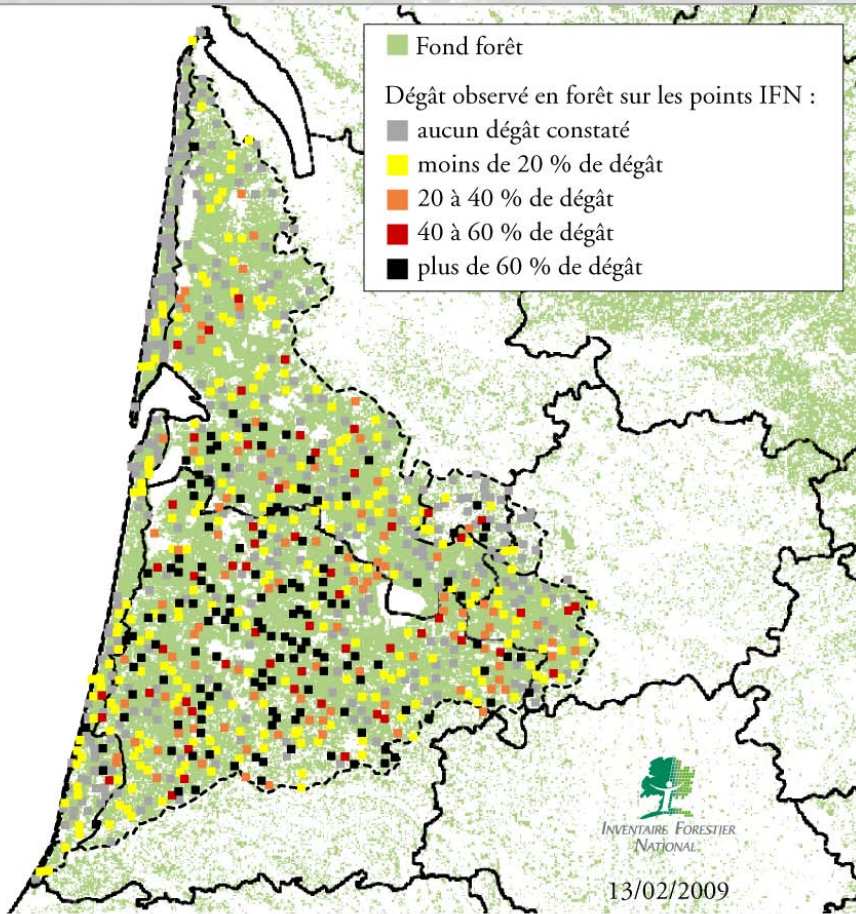 Fond forêt
Dégât observé en forêt sur les points IFN :
aucun dégât constaté
moins de 20 % de dégât
20 à 40 % de dégât
40 à 60 % de dégât
plus de 60 % de dégât
INVENTAIRE FORESTIER
NATIONAL
13/02/2009